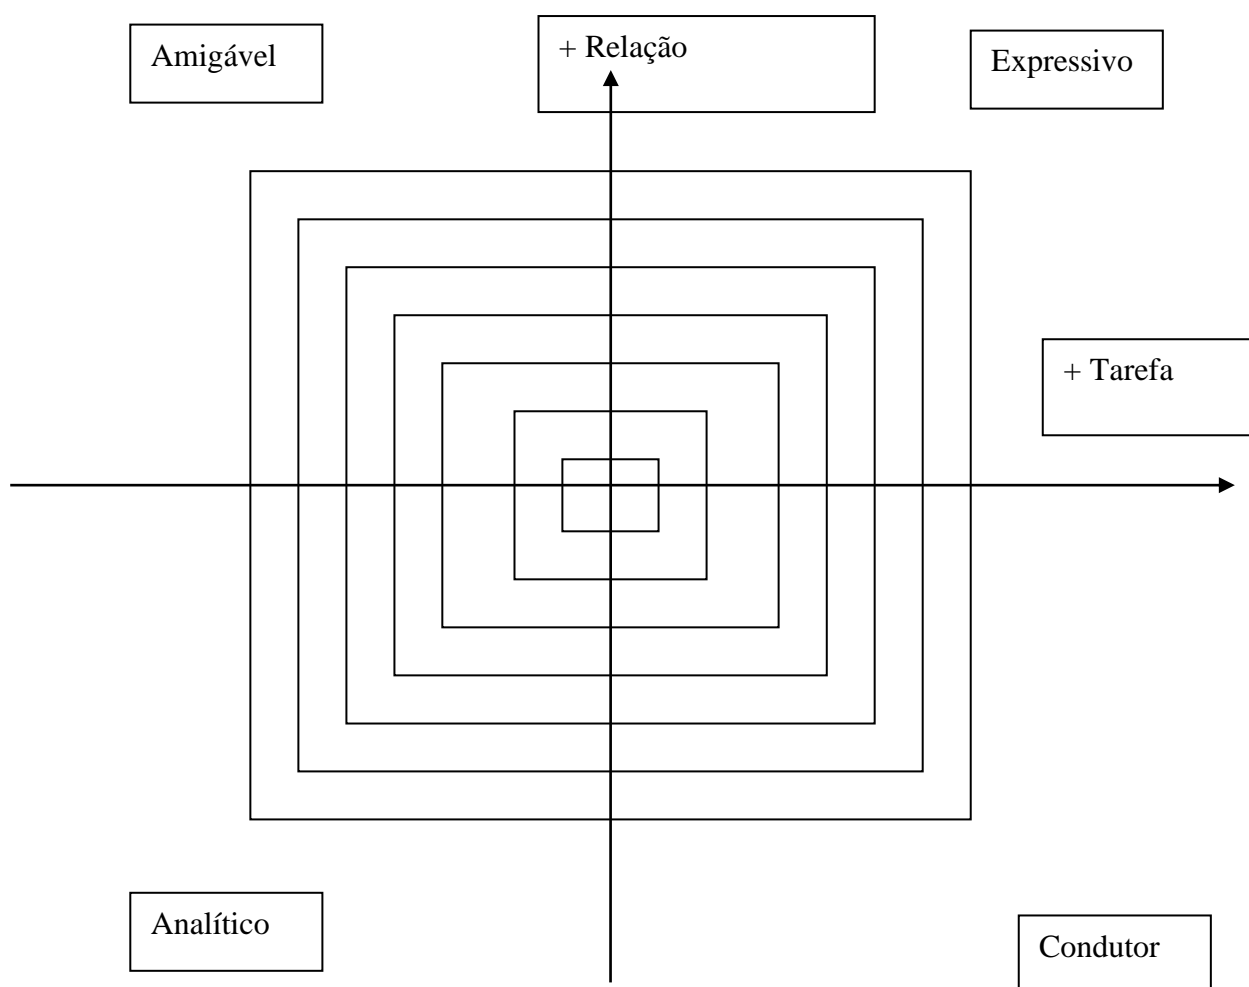 Amigável
+ Relação
Expressivo
+ Tarefa
Analítico
Condutor